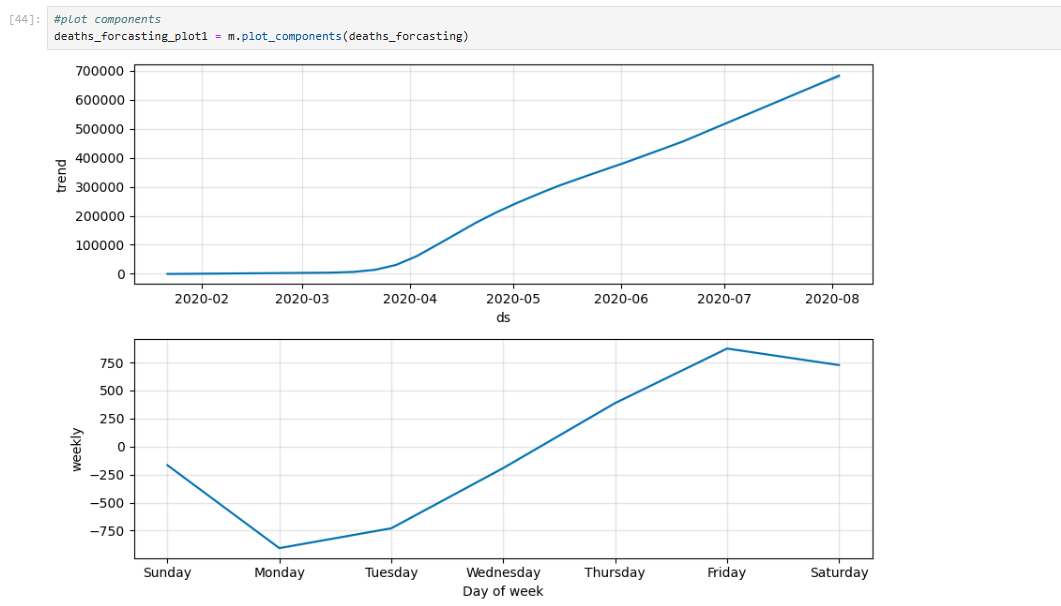 [44]: #plot components
deaths_forcasting_plot1 = m.plot_components(deaths_forcasting)
700000
600000
500000
400000
300000
200000
100000
0
trend
2020-02 2020-03 2020-04 2020-05 2020-06 2020-07 2020-08
ds
750
500
250
0
−250
−500
−750
weekly
Sunday Monday Tuesday Wednesday Thursday Friday Saturday
Day of week